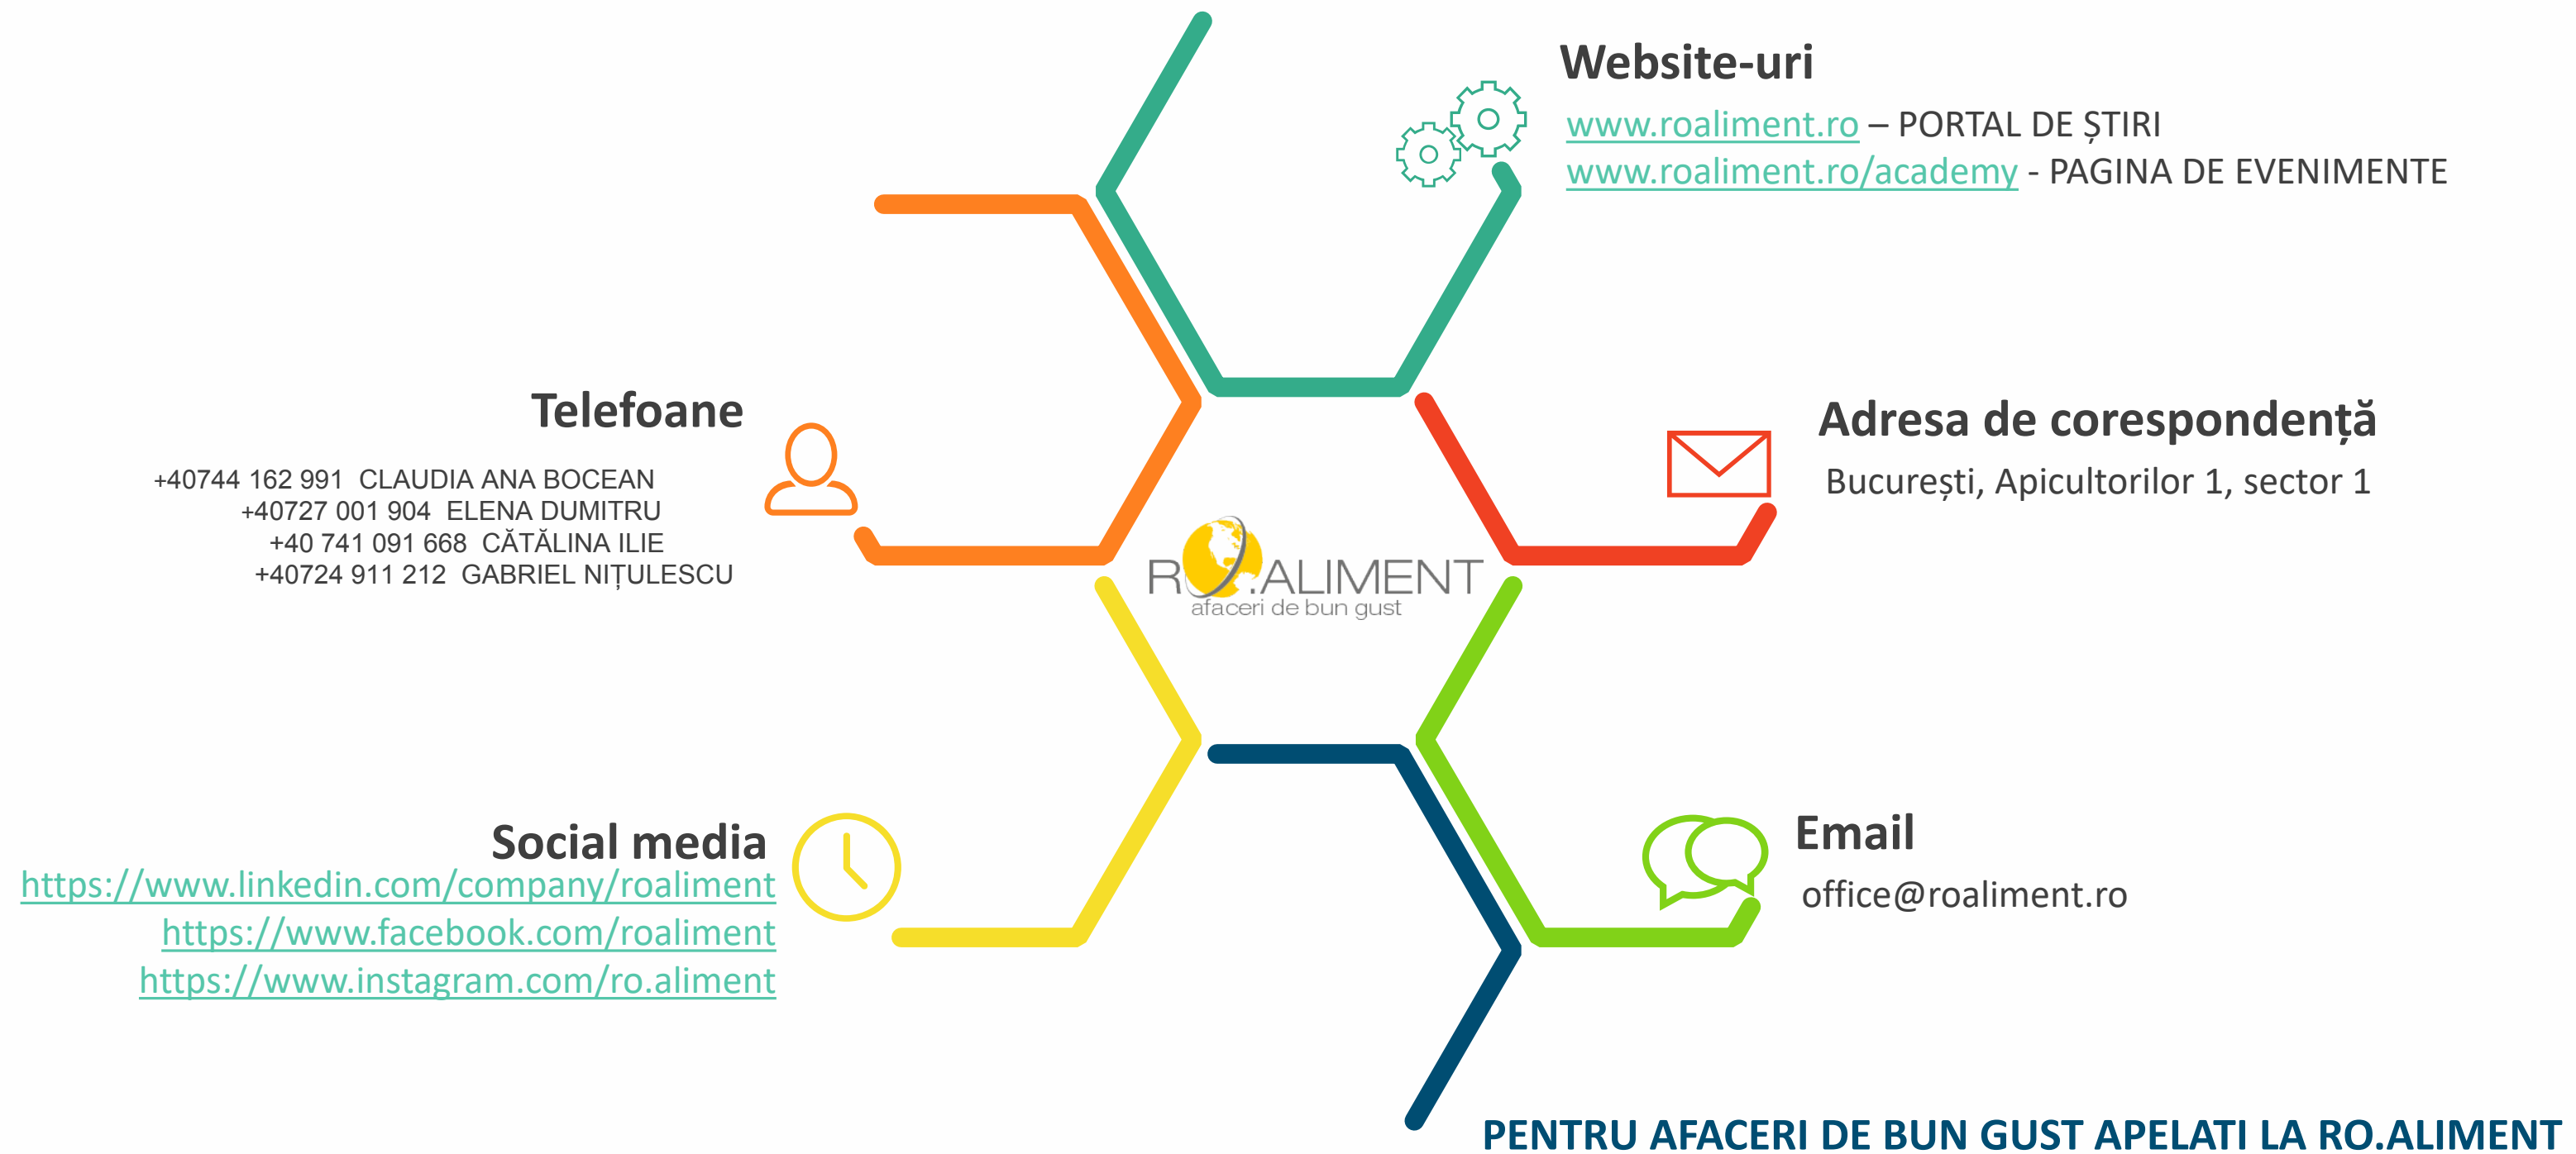 Website-uri
www.roaliment.ro – PORTAL DE ȘTIRI
www.roaliment.ro/academy - PAGINA DE EVENIMENTE
Telefoane
+40744 162 991 CLAUDIA ANA BOCEAN
+40727 001 904 ELENA DUMITRU
+40 741 091 668 CĂTĂLINA ILIE
+40724 911 212 GABRIEL NIȚULESCU
Adresa de corespondență
București, Apicultorilor 1, sector 1
RO.ALIMENT
afaceri de bun gust
Social media
https://www.linkedin.com/company/roaliment
https://www.facebook.com/roaliment
https://www.instagram.com/ro.aliment
Email
office@roaliment.ro
PENTRU AFACERI DE BUN GUST APELATI LA RO.ALIMENT